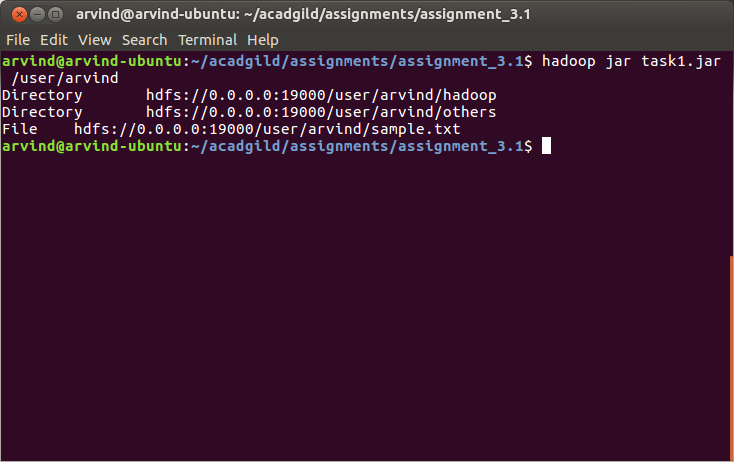 arvind@arvind-ubuntu: ~/acadgild/assignments/assignment_3.1
File Edit View Search Terminal Help
arvind@arvind-ubuntu:~/acadgild/assignments/assignment_3.1$ hadoop jar task1.jar
 /user/arvind
Directory       hdfs://0.0.0.0:19000/user/arvind/hadoop
Directory       hdfs://0.0.0.0:19000/user/arvind/others
File    hdfs://0.0.0.0:19000/user/arvind/sample.txt
arvind@arvind-ubuntu:~/acadgild/assignments/assignment_3.1$